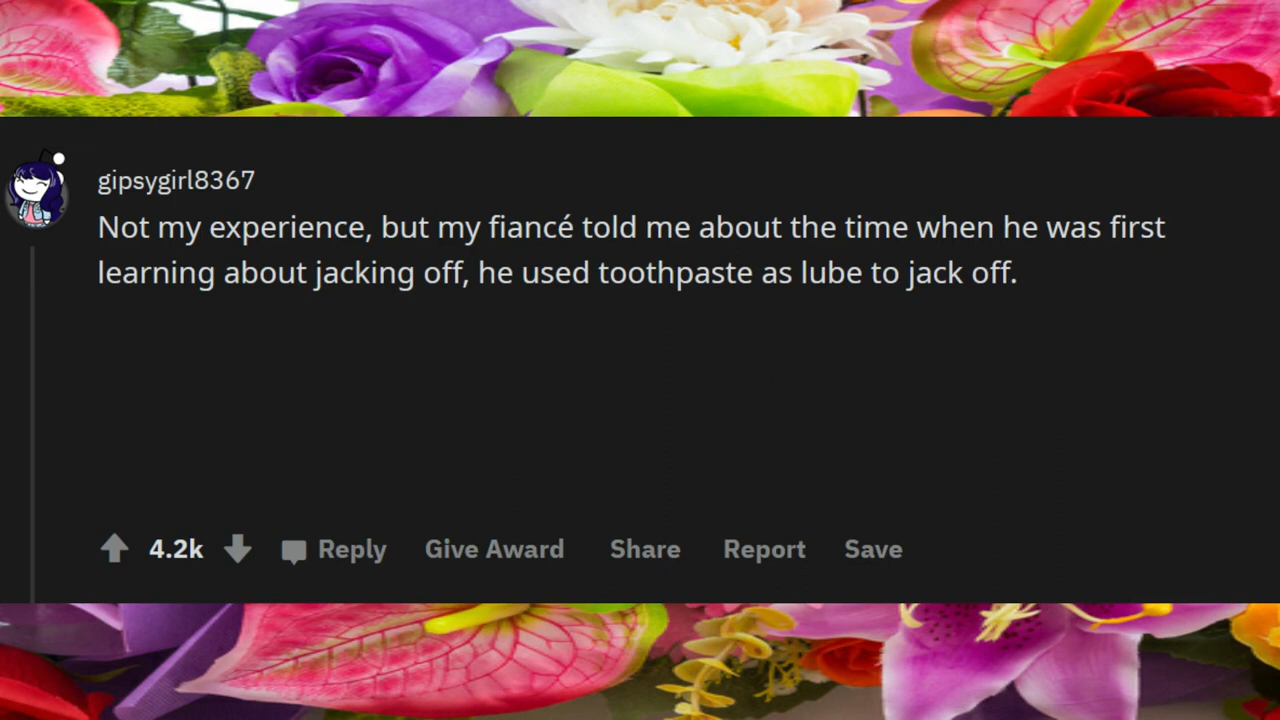 gipsygirl8367
Not my experience, but my fiancé told me about the time when he was first
learning about jacking off, he used toothpaste as lube to jack off.
4.2k Reply Give Award Share Report Save